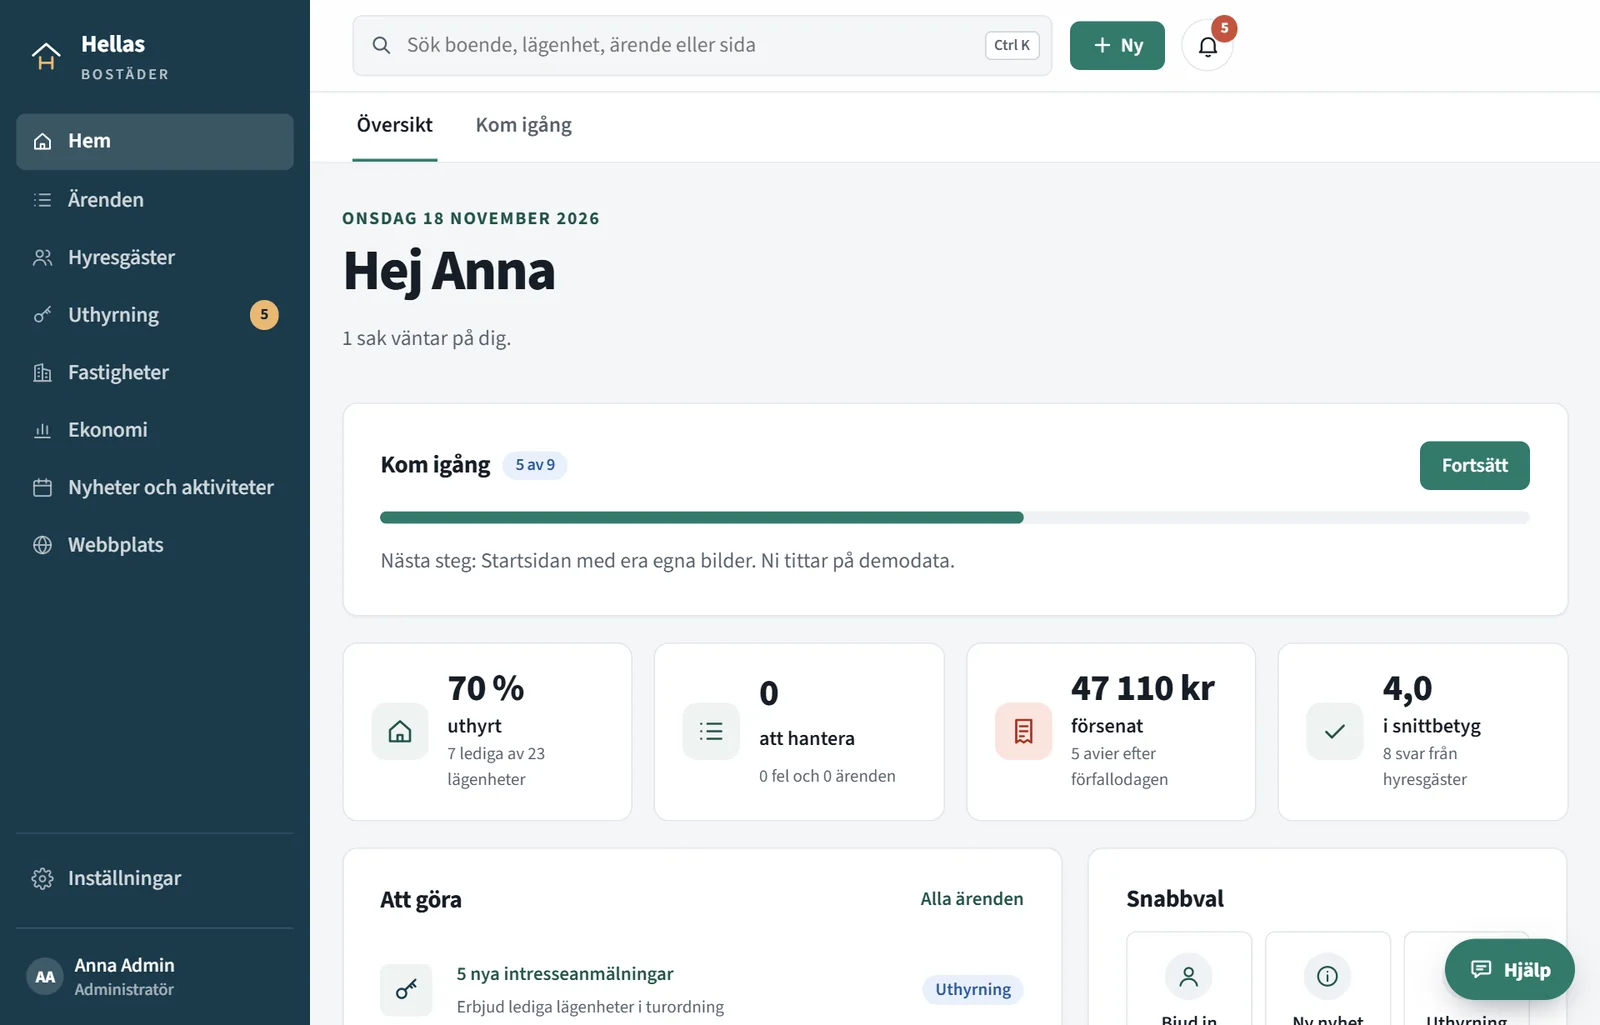 Hellas
BOSTÄDER
Sök boende, lägenhet, ärende eller sida
Ctrl K
Ny
5
Hem
Ärenden
Hyresgäster
Uthyrning
5
Fastigheter
Ekonomi
Nyheter och aktiviteter
Webbplats
Inställningar
AA
Anna Admin
Administratör
Översikt
Kom igång
ONSDAG 18 NOVEMBER 2026
Hej Anna
1 sak väntar på dig.
Kom igång
5 av 9
Fortsätt
Nästa steg: Startsidan med era egna bilder. Ni tittar på demodata.
70 %
uthyrt
7 lediga av 23
lägenheter
0
att hantera
0 fel och 0 ärenden
47 110 kr
försenat
5 avier efter
förfallodagen
4,0
i snittbetyg
8 svar från
hyresgäster
Att göra
Alla ärenden
5 nya intresseanmälningar
Erbjud lediga lägenheter i turordning
Uthyrning
Snabbval
Bjud in
Ny nyhet
Uthyrning
Hjälp